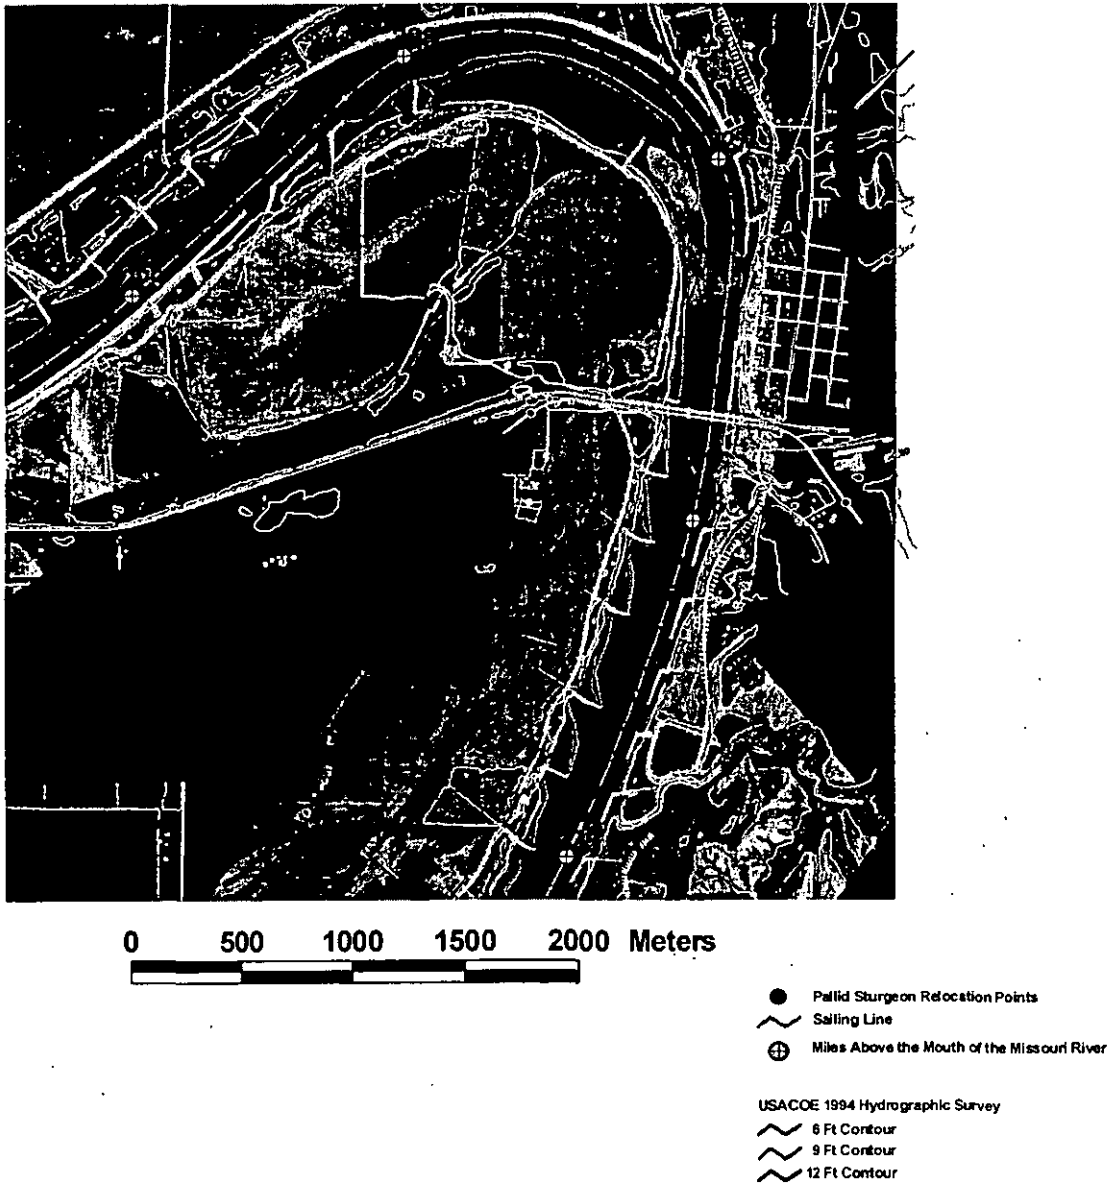 0 500 1000 1500 2000 Meters
Pallid Sturgeon Relocation Points
Sailing Line
Miles Above the Mouth of the Missouri River
USACOE 1994 Hydrographic Survey
6 Ft Contour
9 Ft Contour
12 Ft Contour